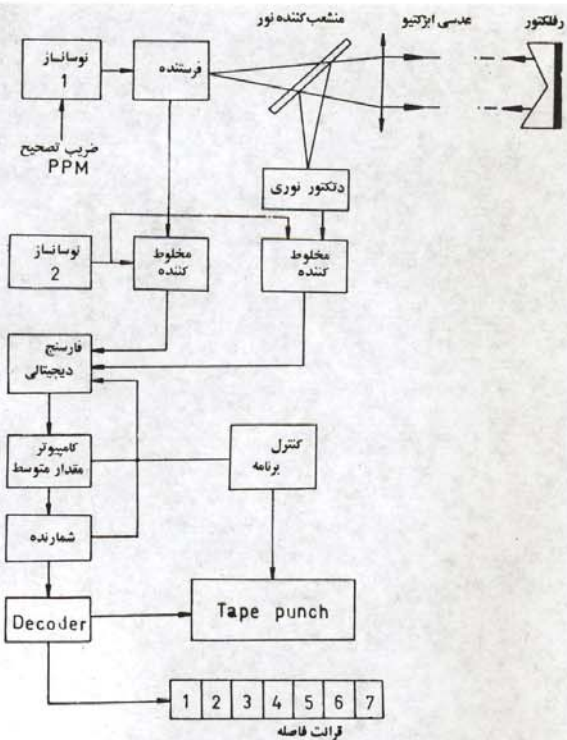 رفلکتور
عدسی ابژکتیو
منشعب کننده نور
فرستنده
نوسانساز
1
ضریب تصحیح
PPM
دتکتور نوری
مخلوط
کننده
مخلوط
کننده
نوسانساز
2
فازسنج
دیجیتالی
کنترل
برنامه
کامپیوتر
مقدار متوسط
شمارنده
Decoder
Tape punch
1 2 3 4 5 6 7
قرائت فاصله